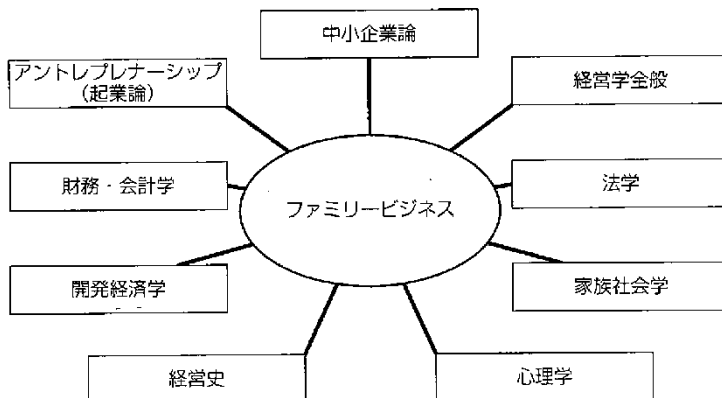 中小企業論
アントレプレナーシップ
（起業論）
経営学全般
財務・会計学
法学
ファミリービジネス
開発経済学
家族社会学
経営史
心理学